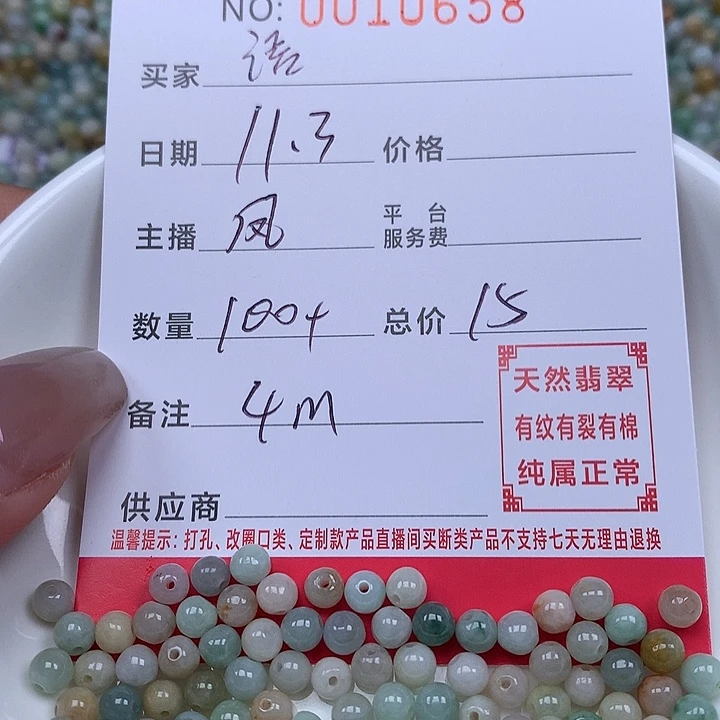 NO: 0010658
买家 语
日期 11.3 价格
主播 凤 平台服务费
数量 100+ 总价 15
备注 4M
天然翡翠
有纹有裂有棉
纯属正常
供应商
温馨提示：打孔、改圈口类、定制款产品直播间买断类产品不支持七天无理由退换